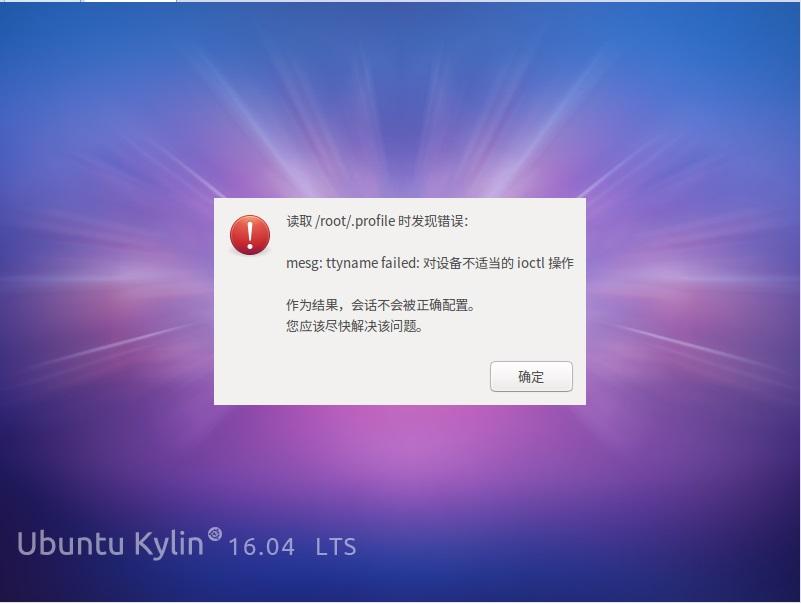 读取 /root/.profile 时发现错误:
mesg: ttyname failed: 对设备不适当的 ioctl 操作
作为结果，会话不会被正确配置。
您应该尽快解决该问题。
确定
Ubuntu Kylin 16.04 LTS